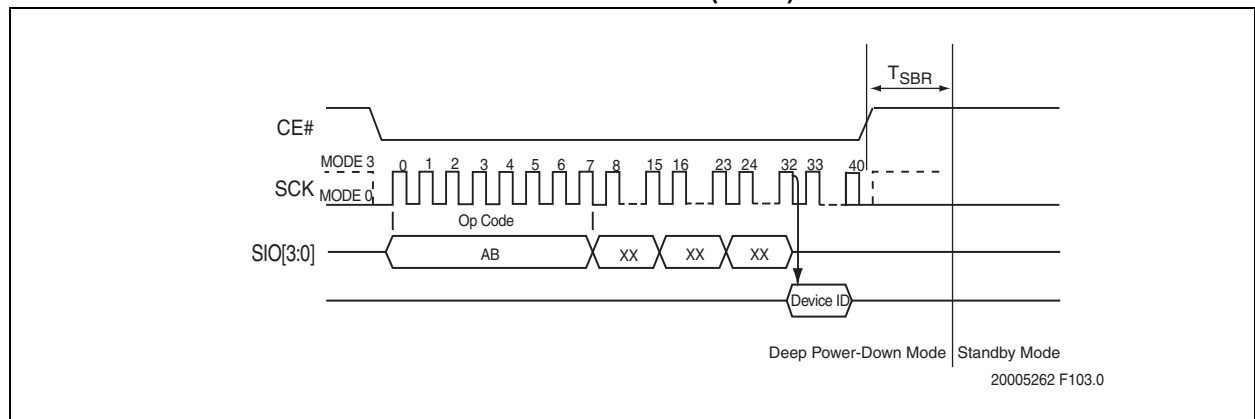 T_SBR
CE#
MODE 3
0 1 2 3 4 5 6 7 8 15 16 23 24 32 33 40
SCK
MODE 0
Op Code
SIO[3:0]
AB XX XX XX
Device ID
Deep Power-Down Mode Standby Mode
20005262 F103.0